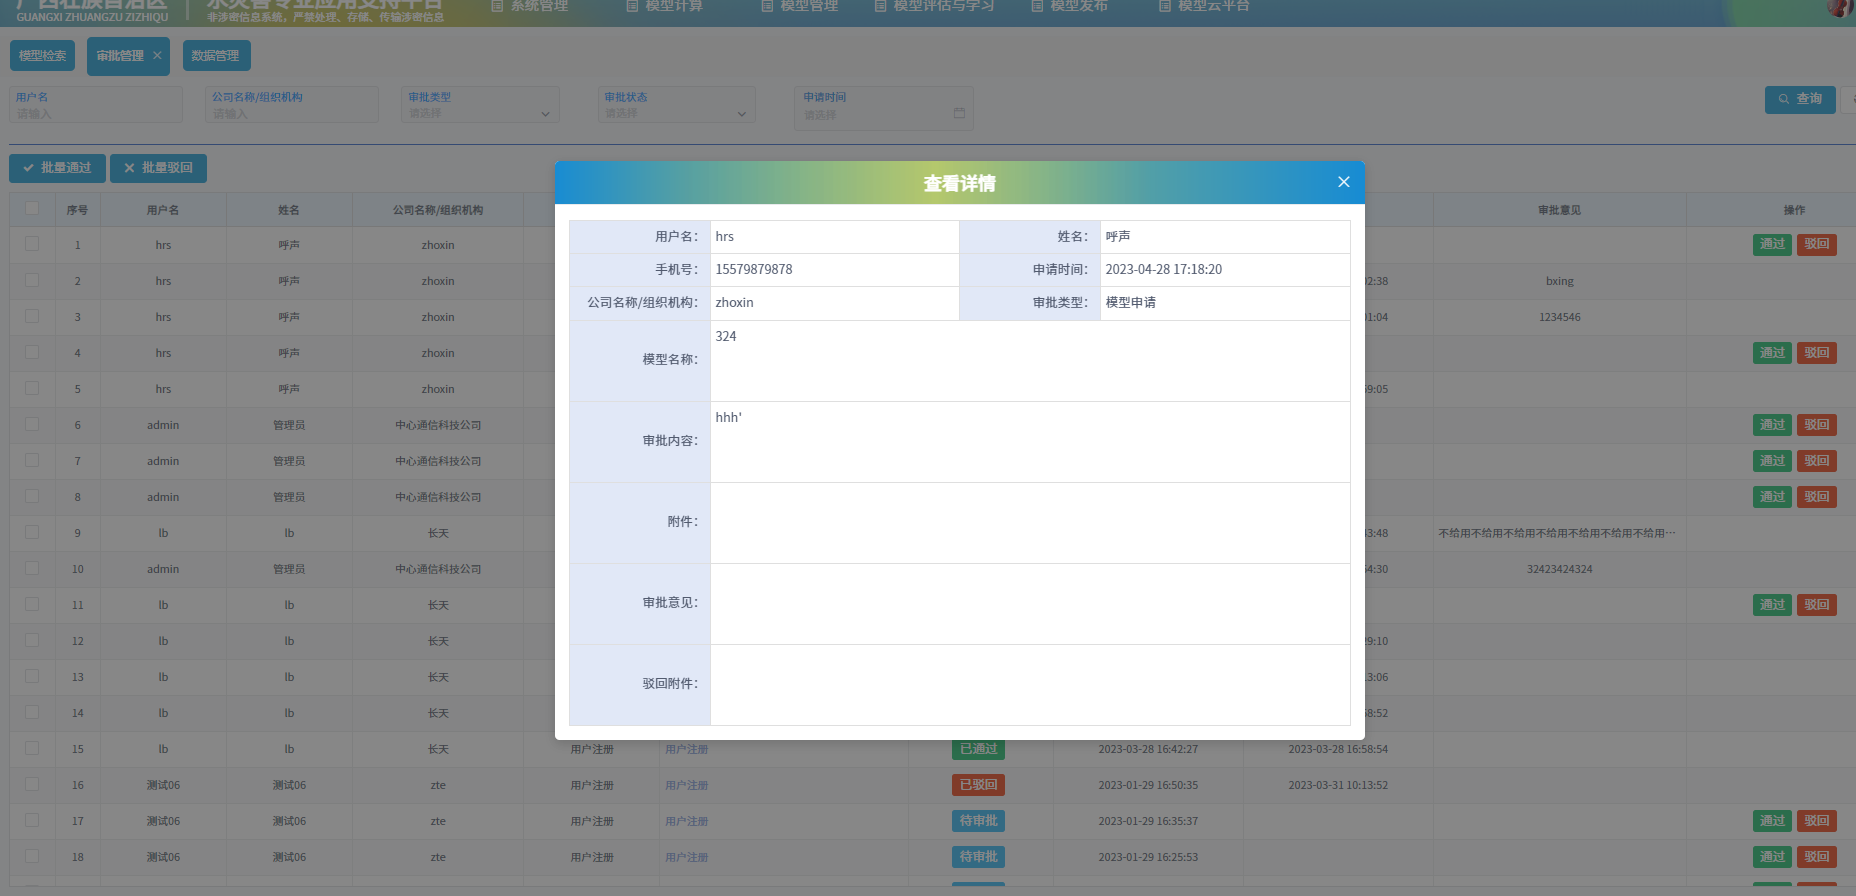 广西壮族自治区
水灾害专业应用支持平台
系统管理
模型计算
模型管理
模型评估与学习
模型发布
模型云平台
GUANGXI ZHUANGZU ZIZHIQU
非涉密信息系统，严禁处理、存储、传输涉密信息
模型检索
审批管理
数据管理
用户名
请输入
公司名称/组织机构
请输入
审批类型
请选择
审批状态
请选择
申请时间
请选择
查询
批量通过
批量驳回
查看详情
用户名：
hrs
姓名：
呼声
手机号：
15579879878
申请时间：
2023-04-28 17:18:20
公司名称/组织机构：
zhoxin
审批类型：
模型申请
模型名称：
324
审批内容：
hhh'
附件：
审批意见：
驳回附件：
序号 用户名 姓名 公司名称/组织机构 审批意见 操作
1 hrs 呼声 zhoxin 通过 驳回
2 hrs 呼声 zhoxin 02:38 bxing
3 hrs 呼声 zhoxin 01:04 1234546
4 hrs 呼声 zhoxin 通过 驳回
5 hrs 呼声 zhoxin 9:05
6 admin 管理员 中心通信科技公司 通过 驳回
7 admin 管理员 中心通信科技公司 通过 驳回
8 admin 管理员 中心通信科技公司 通过 驳回
9 lb lb 长天 3:48 不给用不给用不给用不给用不给用不给用不给用…
10 admin 管理员 中心通信科技公司 4:30 32423424324
11 lb lb 长天 通过 驳回
12 lb lb 长天 9:10
13 lb lb 长天 3:06
14 lb lb 长天 8:52
15 lb lb 长天 用户注册 用户注册 已通过 2023-03-28 16:42:27 2023-03-28 16:58:54
16 测试06 测试06 zte 用户注册 用户注册 已驳回 2023-01-29 16:50:35 2023-03-31 10:13:52
17 测试06 测试06 zte 用户注册 用户注册 待审批 2023-01-29 16:35:37 通过 驳回
18 测试06 测试06 zte 用户注册 用户注册 待审批 2023-01-29 16:25:53 通过 驳回